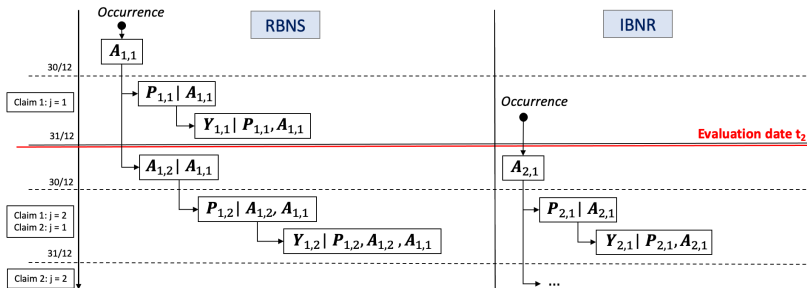 Occurrence
RBNS
IBNR
A1,1
30/12
P1,1 | A1,1
Claim 1: j = 1
Occurrence
Y1,1 | P1,1, A1,1
31/12
Evaluation date t2
A1,2 | A1,1
A2,1
30/12
P1,2 | A1,2, A1,1
P2,1 | A2,1
Claim 1: j = 2
Claim 2: j = 1
Y1,2 | P1,2, A1,2 , A1,1
Y2,1 | P2,1, A2,1
31/12
Claim 2: j = 2
...